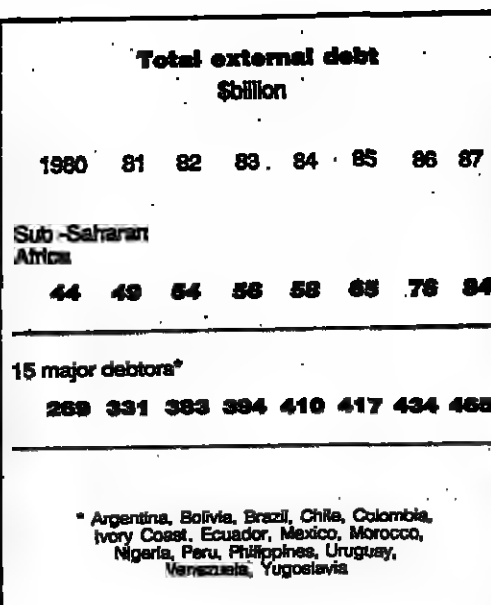 Total external debt
$billion
1980 81 82 83 84 85 86 87
Sub-Saharan
Africa
44 49 54 56 58 65 76 84
15 major debtors*
269 331 383 394 410 417 434 465
* Argentina, Bolivia, Brazil, Chile, Colombia,
Ivory Coast, Ecuador, Mexico, Morocco,
Nigeria, Peru, Philippines, Uruguay,
Venezuela, Yugoslavia